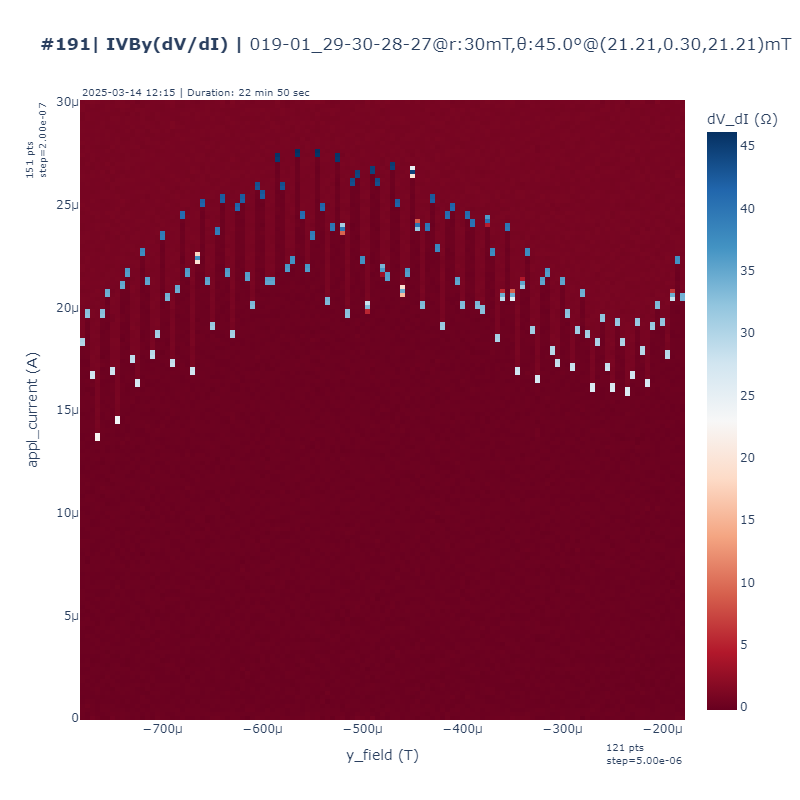 #191| IVBy(dV/dI) | 019-01_29-30-28-27@r:30mT,θ:45.0º@(21.21,0.30,21.21)mT
2025-03-14 12:15 | Duration: 22 min 50 sec
151 pts
step=2.00e-07
dV_dI (Ω)
30μ
25μ
20μ
15μ
10μ
5μ
0
appl_current (A)
45
40
35
30
25
20
15
10
5
0
−700μ
−600μ
−500μ
−400μ
−300μ
−200μ
y_field (T)
121 pts
step=5.00e-06